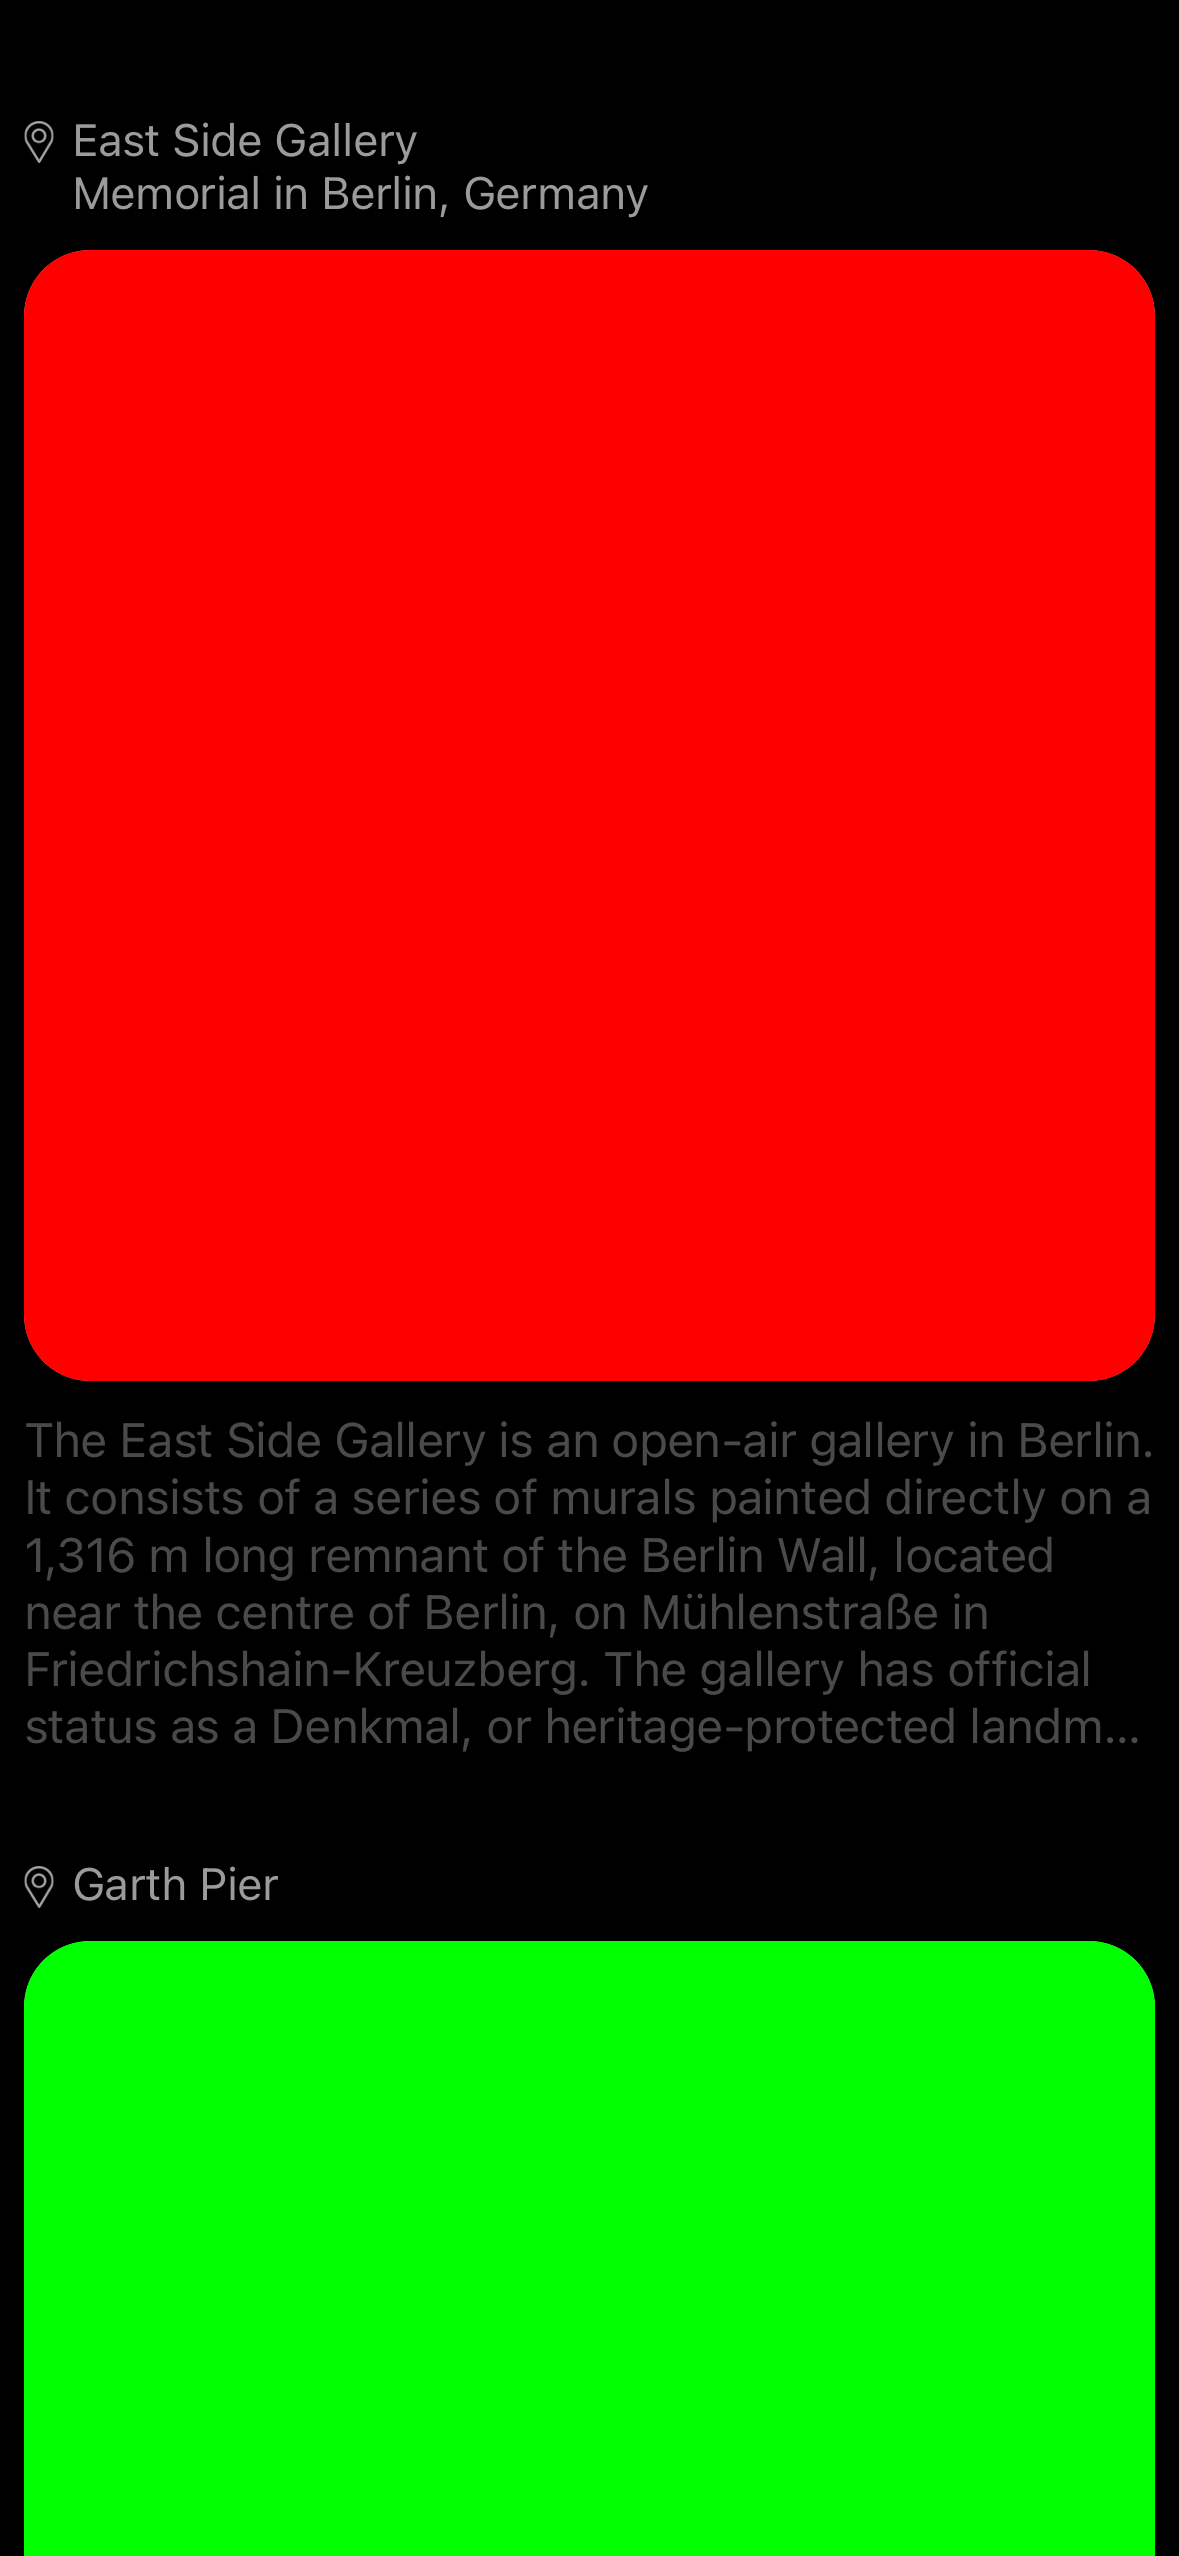 East Side Gallery
Memorial in Berlin, Germany
The East Side Gallery is an open-air gallery in Berlin.
It consists of a series of murals painted directly on a
1,316 m long remnant of the Berlin Wall, located
near the centre of Berlin, on Mühlenstraße in
Friedrichshain-Kreuzberg. The gallery has official
status as a Denkmal, or heritage-protected landm...
Garth Pier